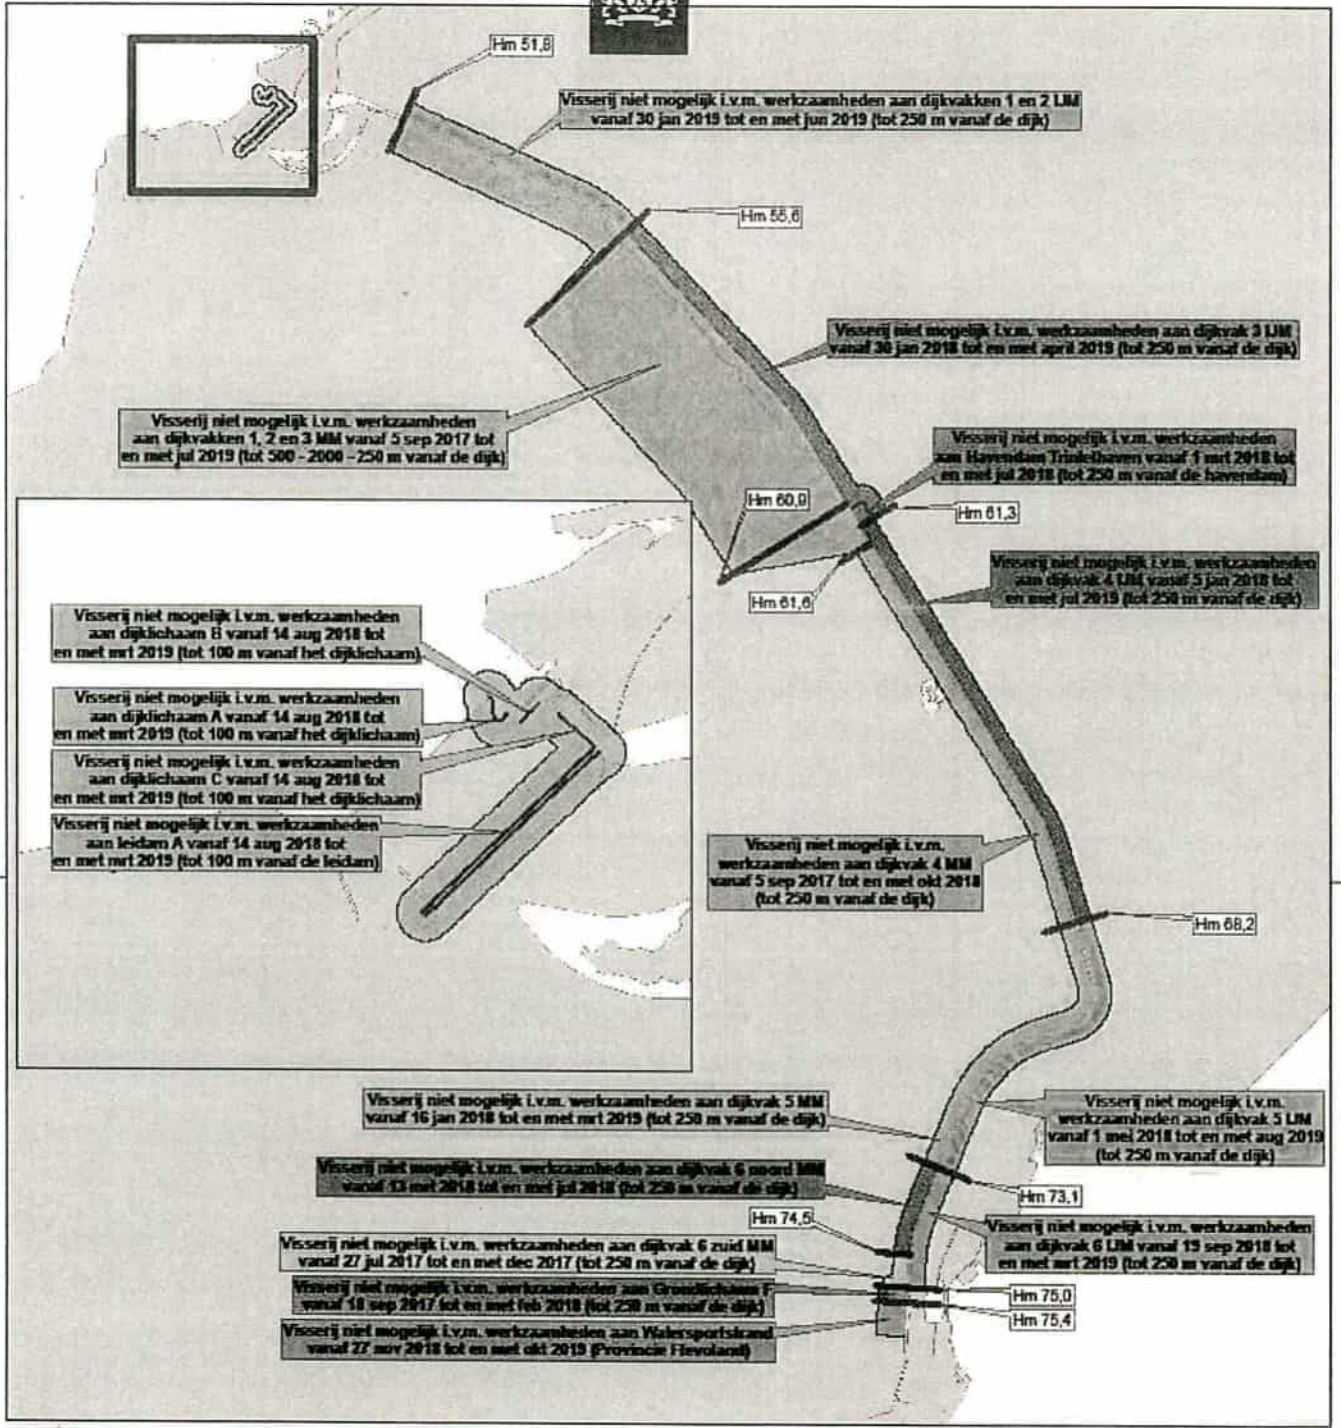 Hm 51,8
Visserij niet mogelijk i.v.m. werkzaamheden aan dijkvakken 1 en 2 IJM
vanaf 30 jan 2019 tot en met jun 2019 (tot 250 m vanaf de dijk)
Hm 55,6
Visserij niet mogelijk i.v.m. werkzaamheden aan dijkvak 3 IJM
vanaf 30 jan 2018 tot en met april 2019 (tot 250 m vanaf de dijk)
Visserij niet mogelijk i.v.m. werkzaamheden
aan dijkvakken 1, 2 en 3 MM vanaf 5 sep 2017 tot
en met jul 2019 (tot 500 - 2000 - 250 m vanaf de dijk)
Visserij niet mogelijk i.v.m. werkzaamheden
aan Havendam Trintelhaven vanaf 1 mrt 2018 tot
en met jul 2018 (tot 250 m vanaf de havendam)
Hm 60,9
Hm 61,3
Visserij niet mogelijk i.v.m. werkzaamheden
aan dijkvak 4 IJM vanaf 5 jan 2018 tot
en met jul 2019 (tot 250 m vanaf de dijk)
Hm 61,6
Visserij niet mogelijk i.v.m. werkzaamheden
aan dijklichaam B vanaf 14 aug 2018 tot
en met mrt 2019 (tot 100 m vanaf het dijklichaam)
Visserij niet mogelijk i.v.m. werkzaamheden
aan dijklichaam A vanaf 14 aug 2018 tot
en met mrt 2019 (tot 100 m vanaf het dijklichaam)
Visserij niet mogelijk i.v.m. werkzaamheden
aan dijklichaam C vanaf 14 aug 2018 tot
en met mrt 2019 (tot 100 m vanaf het dijklichaam)
Visserij niet mogelijk i.v.m. werkzaamheden
aan leidam A vanaf 14 aug 2018 tot
en met mrt 2019 (tot 100 m vanaf de leidam)
Visserij niet mogelijk i.v.m.
werkzaamheden aan dijkvak 4 MM
vanaf 5 sep 2017 tot en met okt 2018
(tot 250 m vanaf de dijk)
Hm 68,2
Visserij niet mogelijk i.v.m. werkzaamheden aan dijkvak 5 MM
vanaf 16 jan 2018 tot en met mrt 2019 (tot 250 m vanaf de dijk)
Visserij niet mogelijk i.v.m.
werkzaamheden aan dijkvak 5 IJM
vanaf 1 mei 2018 tot en met aug 2019
(tot 250 m vanaf de dijk)
Visserij niet mogelijk i.v.m. werkzaamheden aan dijkvak 6 noord MM
vanaf 13 mrt 2018 tot en met jul 2018 (tot 250 m vanaf de dijk)
Hm 73,1
Hm 74,5
Visserij niet mogelijk i.v.m. werkzaamheden
aan dijkvak 6 IJM vanaf 19 sep 2018 tot
en met mrt 2019 (tot 250 m vanaf de dijk)
Visserij niet mogelijk i.v.m. werkzaamheden aan dijkvak 6 zuid MM
vanaf 27 jul 2017 tot en met dec 2017 (tot 250 m vanaf de dijk)
Visserij niet mogelijk i.v.m. werkzaamheden aan Grondlichaam F
vanaf 18 sep 2017 tot en met feb 2018 (tot 250 m vanaf de dijk)
Hm 75,0
Hm 75,4
Visserij niet mogelijk i.v.m. werkzaamheden aan Watersportstrand
vanaf 27 nov 2018 tot en met okt 2019 (Provincie Flevoland)